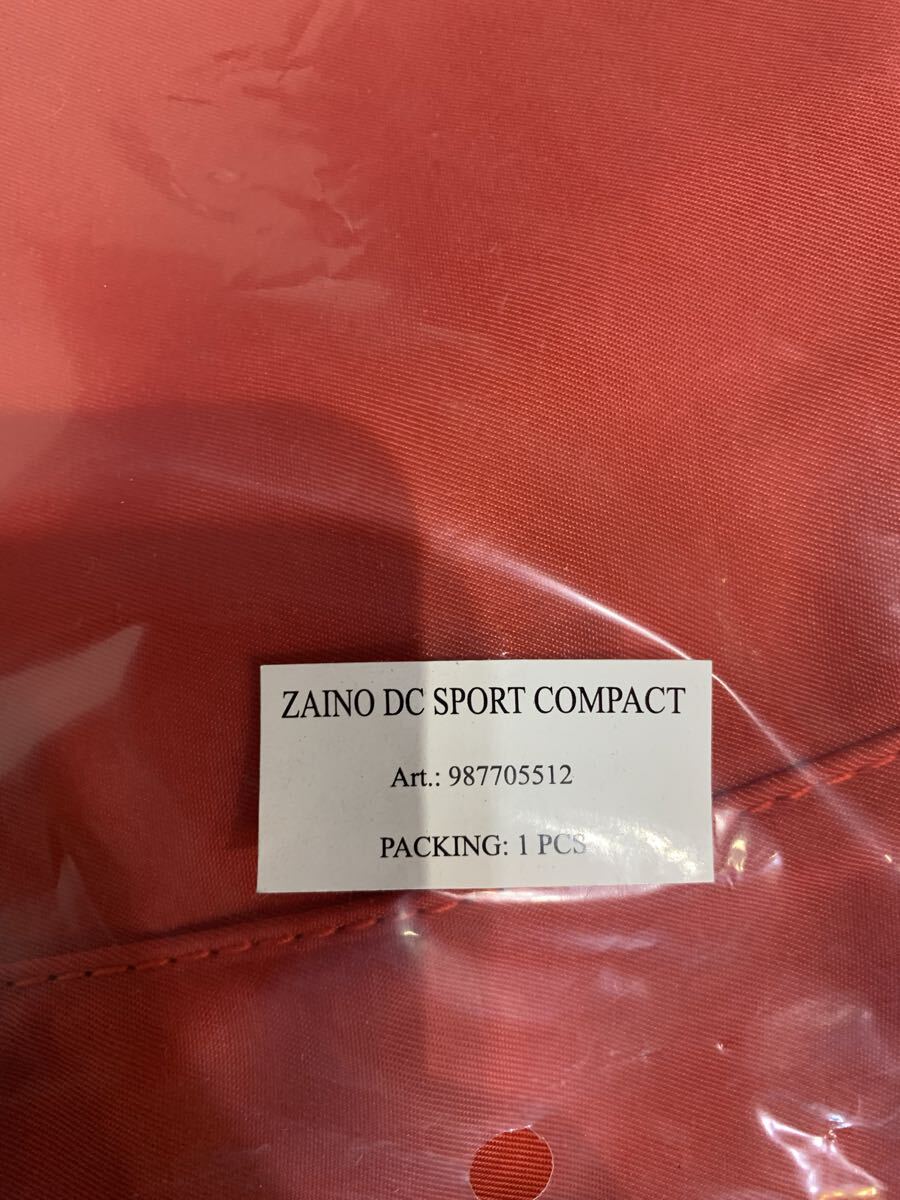 ZAINO DC SPORT COMPACT
Art.: 987705512
PACKING: 1 PCS